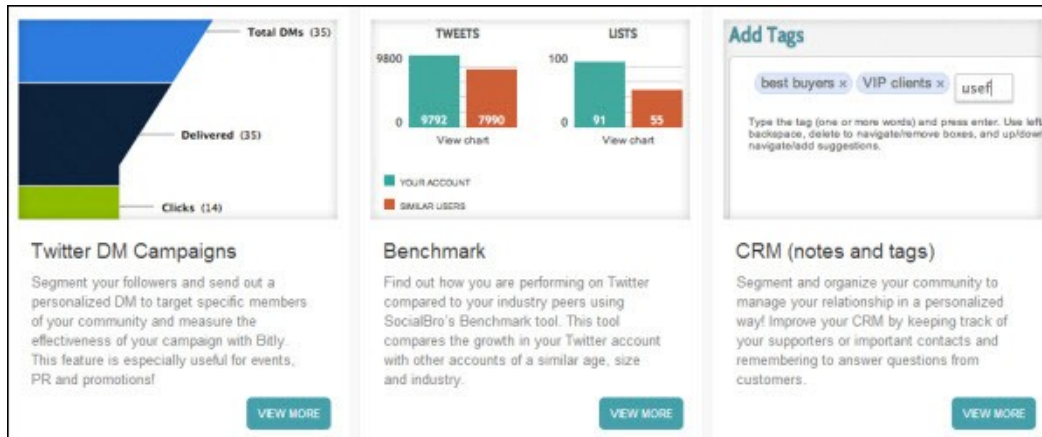 Total DMs (35)
Delivered (35)
Clicks (14)
Twitter DM Campaigns
Segment your followers and send out a
personalized DM to target specific members
of your community and measure the
effectiveness of your campaign with Bitly.
This feature is especially useful for events,
PR and promotions!
VIEW MORE
TWEETS
LISTS
9800
100
0
9792
7990
0
91
55
View chart
View chart
YOUR ACCOUNT
SIMILAR USERS
Benchmark
Find out how you are performing on Twitter
compared to your industry peers using
SocialBro's Benchmark tool. This tool
compares the growth in your Twitter account
with other accounts of a similar age, size
and industry.
VIEW MORE
Add Tags
best buyers x VIP clients x usef
Type the tag (one or more words) and press enter. Use left
backspace, delete to navigate/remove boxes, and up/down
navigate/add suggestions.
CRM (notes and tags)
Segment and organize your community to
manage your relationship in a personalized
way! Improve your CRM by keeping track of
your supporters or important contacts and
remembering to answer questions from
customers.
VIEW MORE